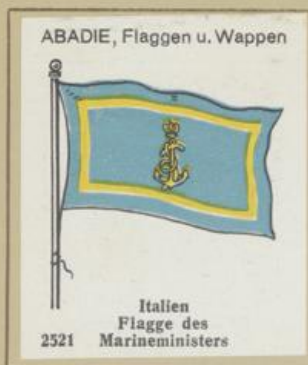 ABADIE, Flaggen u. Wappen
Italien
Flagge des
2521 Marineministers